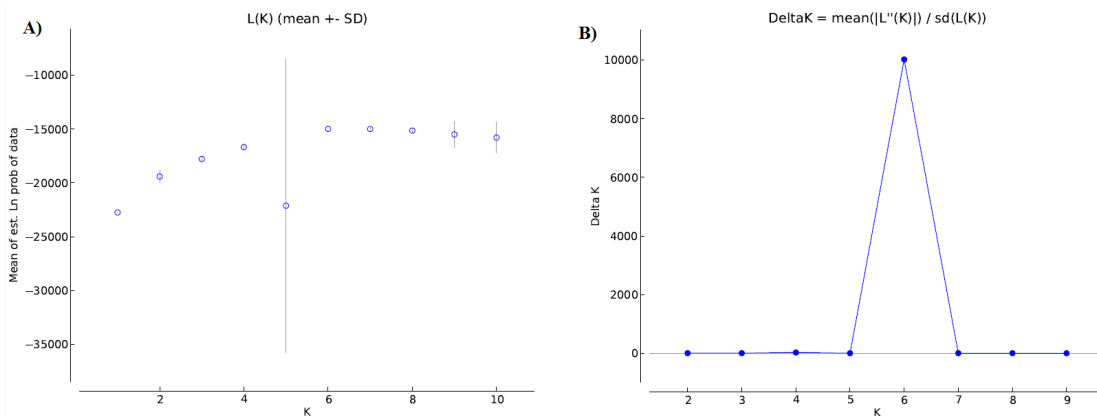 A)
L(K) (mean +- SD)
Mean of est. Ln prob of data
−10000
−15000
−20000
−25000
−30000
−35000
2 4 6 8 10
K
B)
DeltaK = mean(|L''(K)|) / sd(L(K))
Delta K
10000
8000
6000
4000
2000
0
2 3 4 5 6 7 8 9
K